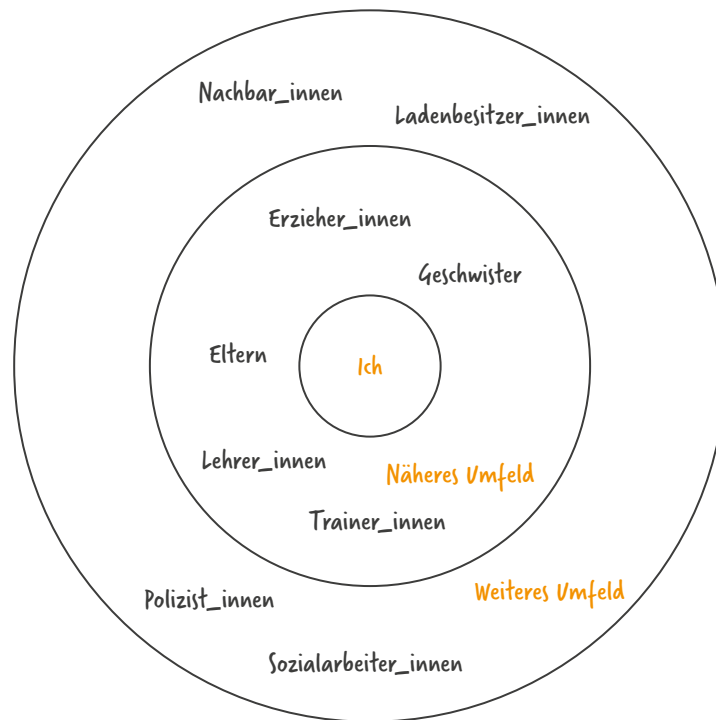 Nachbar_innen
Ladenbesitzer_innen
Erzieher_innen
Geschwister
Eltern
Ich
Lehrer_innen
Näheres Umfeld
Trainer_innen
Weiteres Umfeld
Polizist_innen
Sozialarbeiter_innen